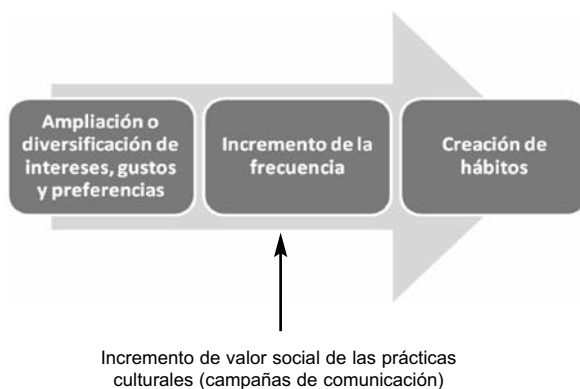 Ampliación o
diversificación de
intereses, gustos
y preferencias
Incremento de la
frecuencia
Creación de
hábitos
Incremento de valor social de las prácticas
culturales (campañas de comunicación)